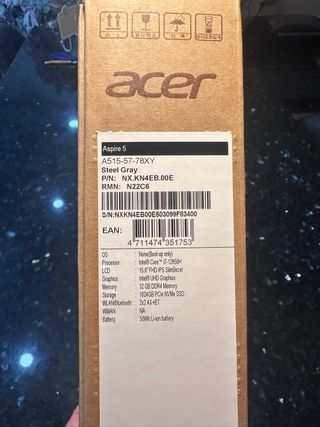 acer
Aspire 5
A515-57-78XY
Steel Gray
P/N: NX.KN4EB.00E
RMN: N22C6
S/N:NXKN4EB00E503099F83400
EAN:
4 711474 351753
OS : None(Boot-up only)
Processor : Intel® Core™ i7-12650H
LCD : 15.6" FHD IPS SlimBezel
Graphics : Intel® UHD Graphics
Memory : 32 GB DDR4 Memory
Storage : 1024GB PCIe NVMe SSD
WLAN/Bluetooth : 2x2 AX+BT
WWAN : NA
Battery : 50Wh Li-ion battery